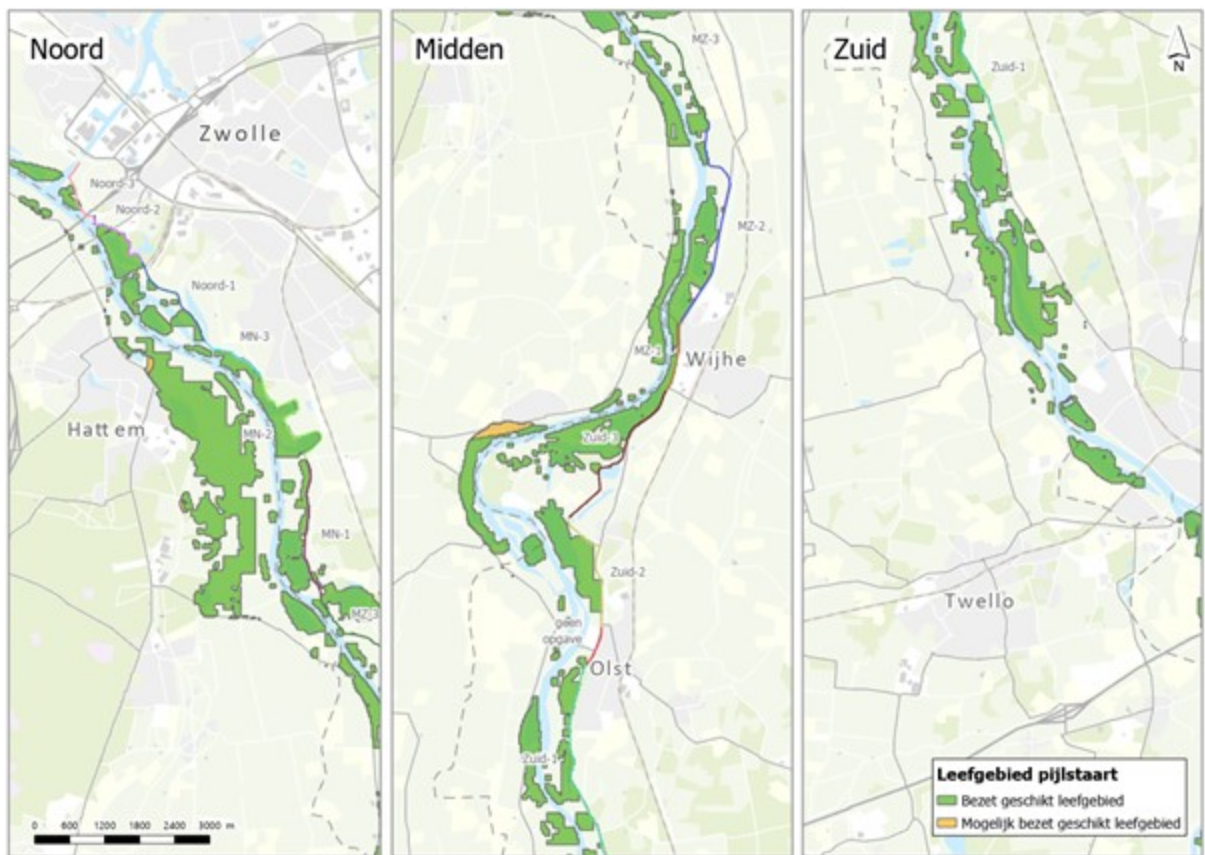 Noord
Zwolle
Noord-3
Noord-2
Noord-1
MN-3
Hattem
MN-2
MN-1
MZ-3
0 600 1200 1800 2400 3000 m
Midden
MZ-3
MZ-2
MZ-1
Wijhe
Zuid-3
Zuid-2
geen
opgave
Olst
Zuid-1
Zuid
N
Zuid-1
Twello
Leefgebied pijlstaart
Bezet geschikt leefgebied
Mogelijk bezet geschikt leefgebied